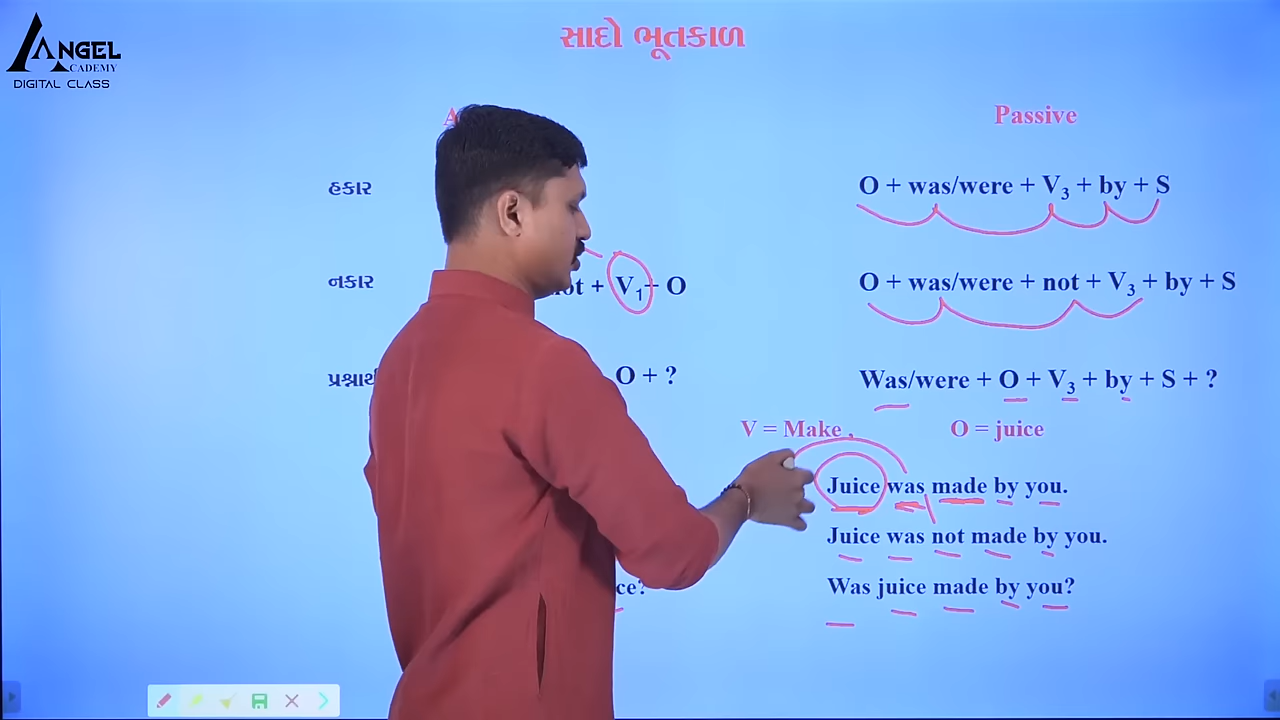 ANGEL
ACADEMY
DIGITAL CLASS
સાદો ભૂતકાળ
Passive
હકાર
O + was/were + V3 + by + S
નકાર
+ V1 + O
O + was/were + not + V3 + by + S
O + ?
Was/were + O + V3 + by + S + ?
V = Make , O = juice
Juice was made by you.
Juice was not made by you.
Was juice made by you?